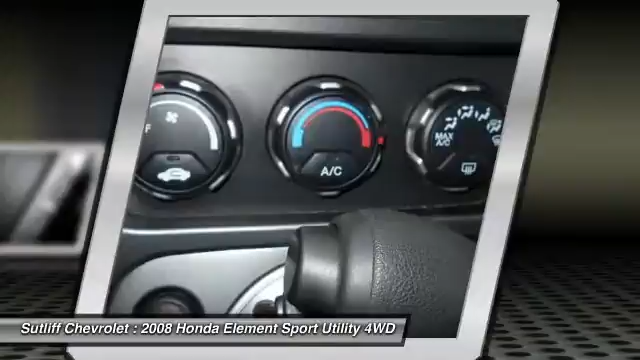 F
MAX
A/C
A/C
Sutliff Chevrolet : 2008 Honda Element Sport Utility 4WD